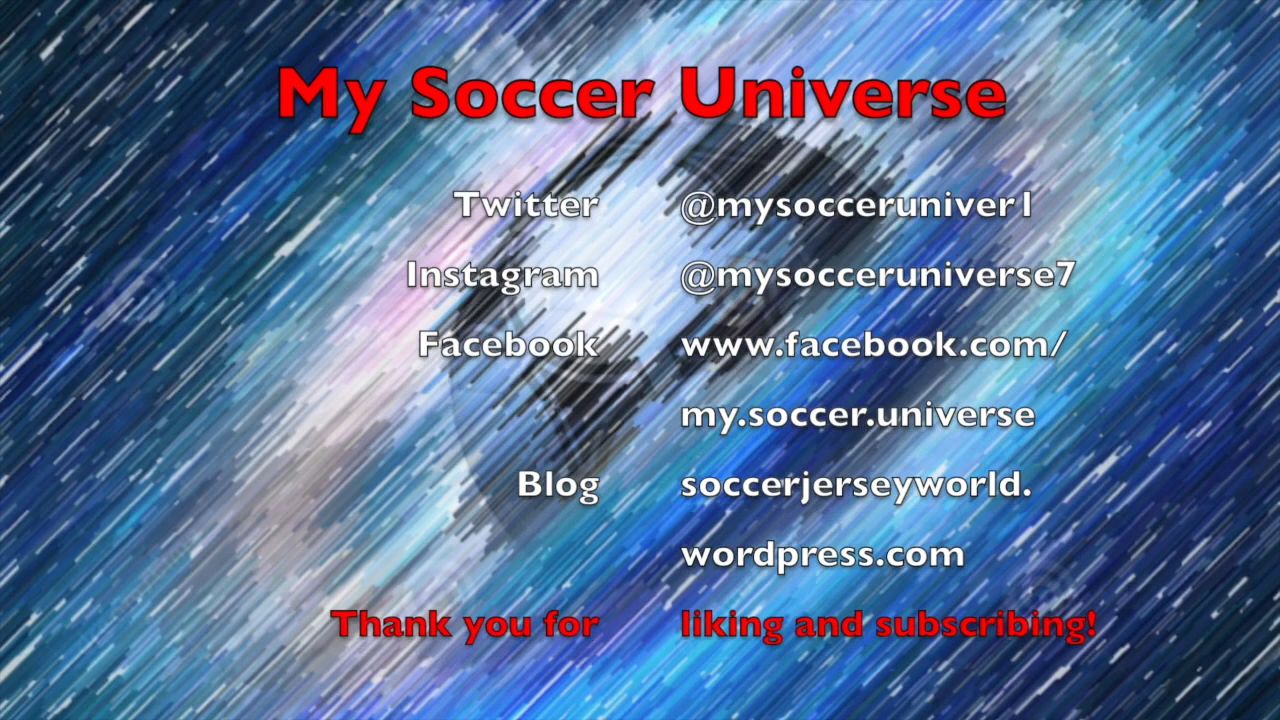 My Soccer Universe
Twitter @mysocceruniver1
Instagram @mysocceruniverse7
Facebook www.facebook.com/
my.soccer.universe
Blog soccerjerseyworld.
wordpress.com
Thank you for liking and subscribing!